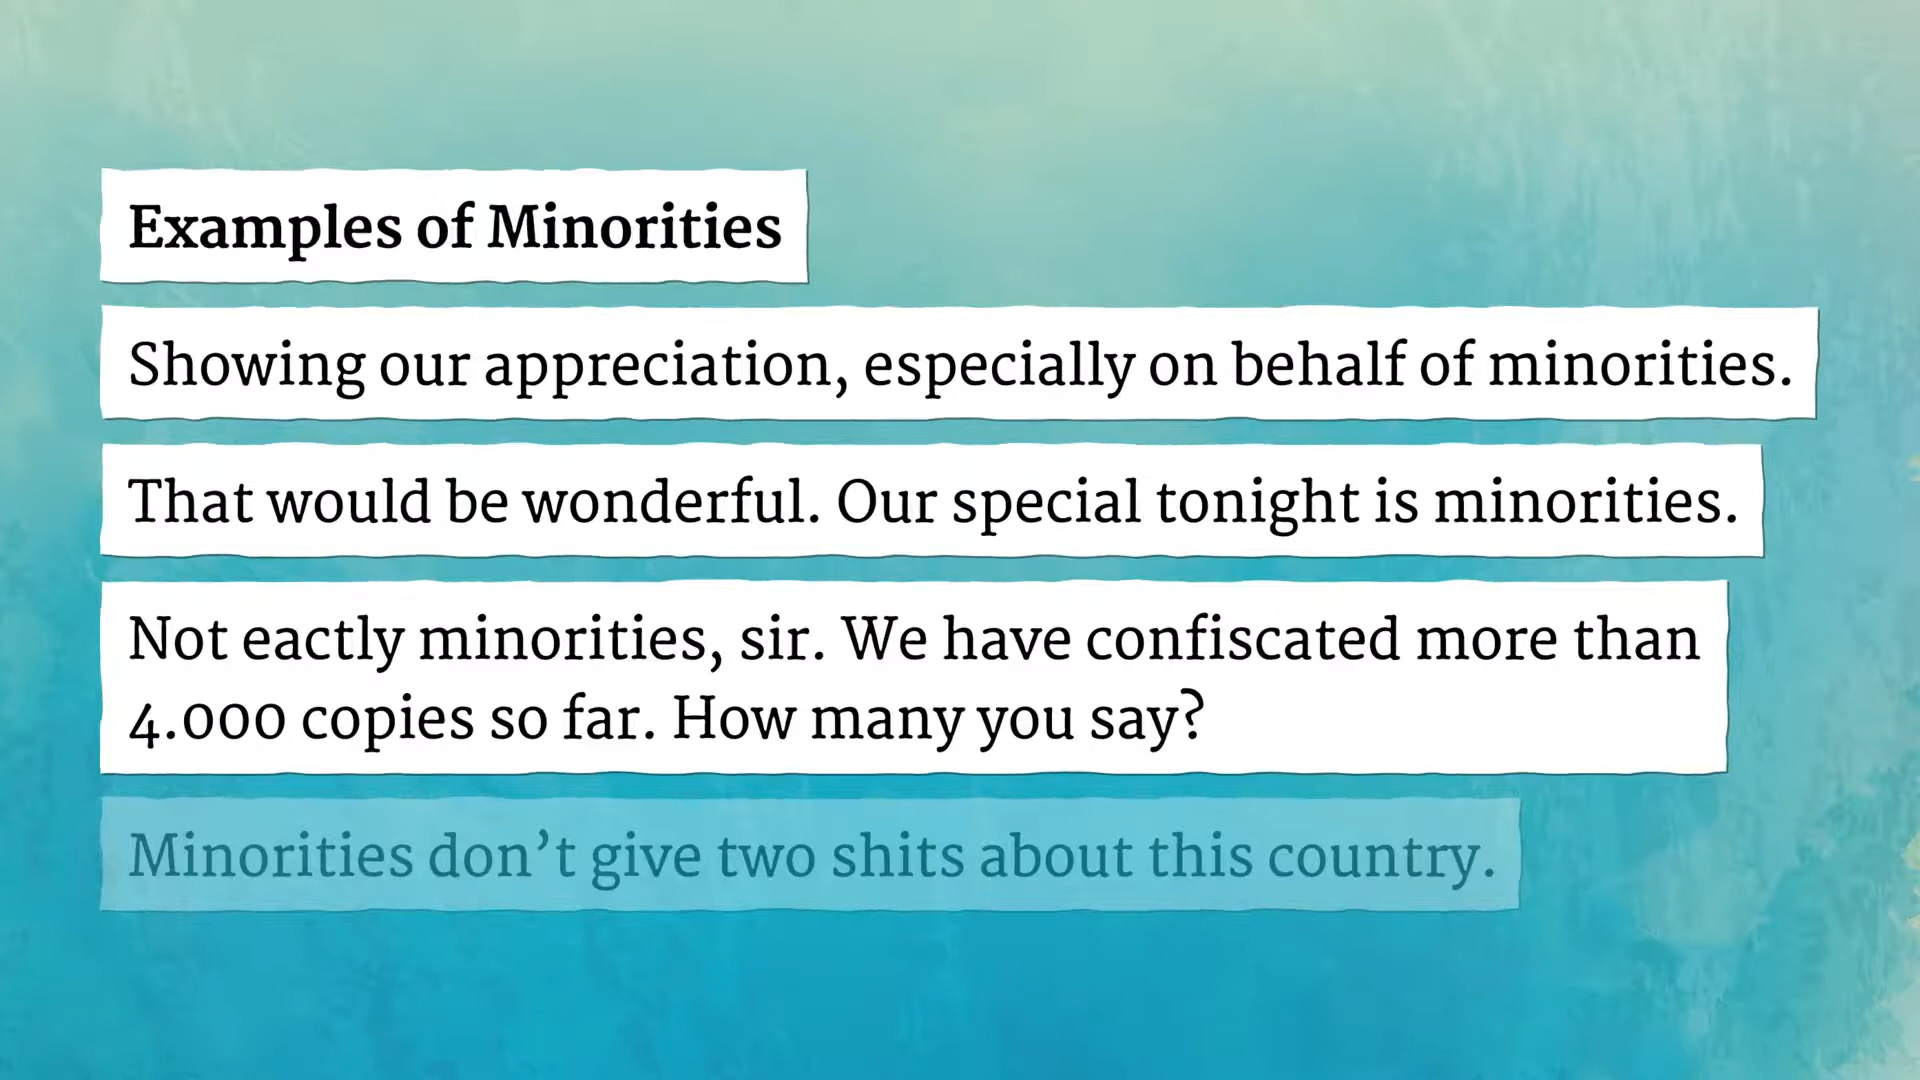 Examples of Minorities
Showing our appreciation, especially on behalf of minorities.
That would be wonderful. Our special tonight is minorities.
Not eactly minorities, sir. We have confiscated more than
4.000 copies so far. How many you say?
Minorities don’t give two shits about this country.